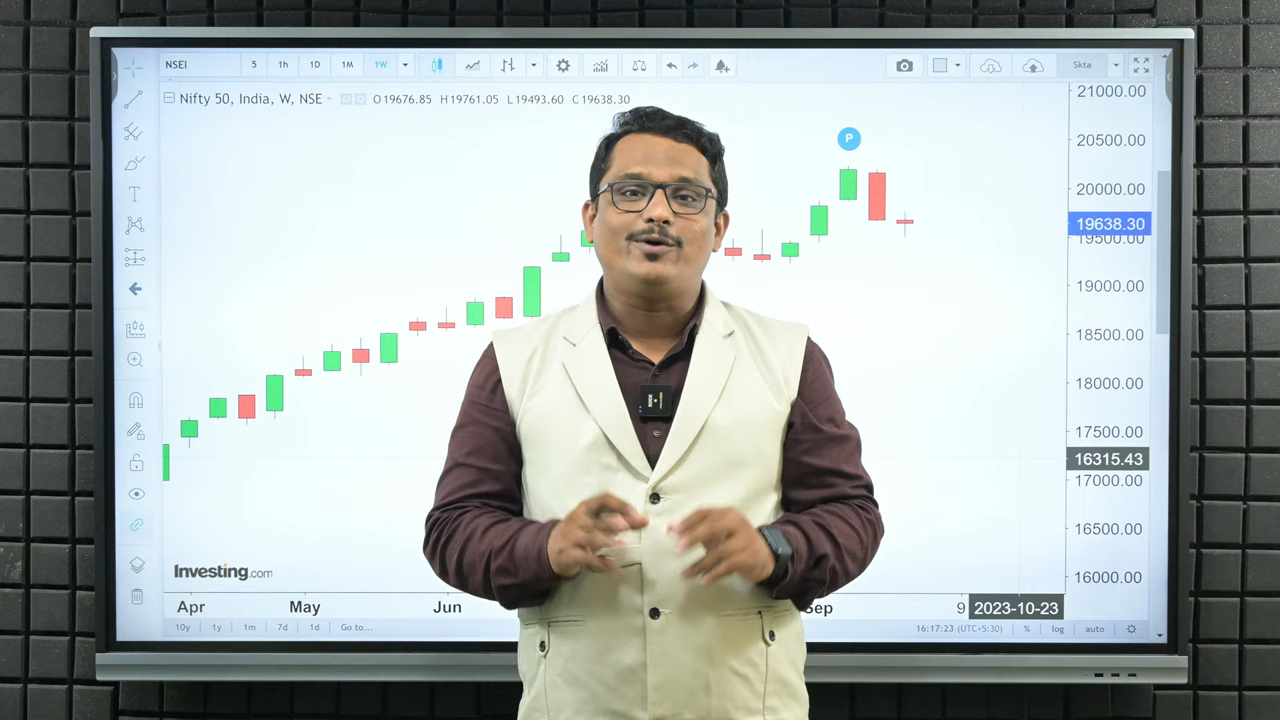 NSEI 5 1h 1D 1M 1W Skta
Nifty 50, India, W, NSE O19676.85 H19761.05 L19493.60 C19638.30
P
21000.00
20500.00
20000.00
19638.30
19500.00
19000.00
18500.00
18000.00
17500.00
16315.43
17000.00
16500.00
16000.00
Investing.com
Apr May Jun Sep 9 2023-10-23
10y 1y 1m 7d 1d Go to... 16:17:23 (UTC+5:30) % log auto